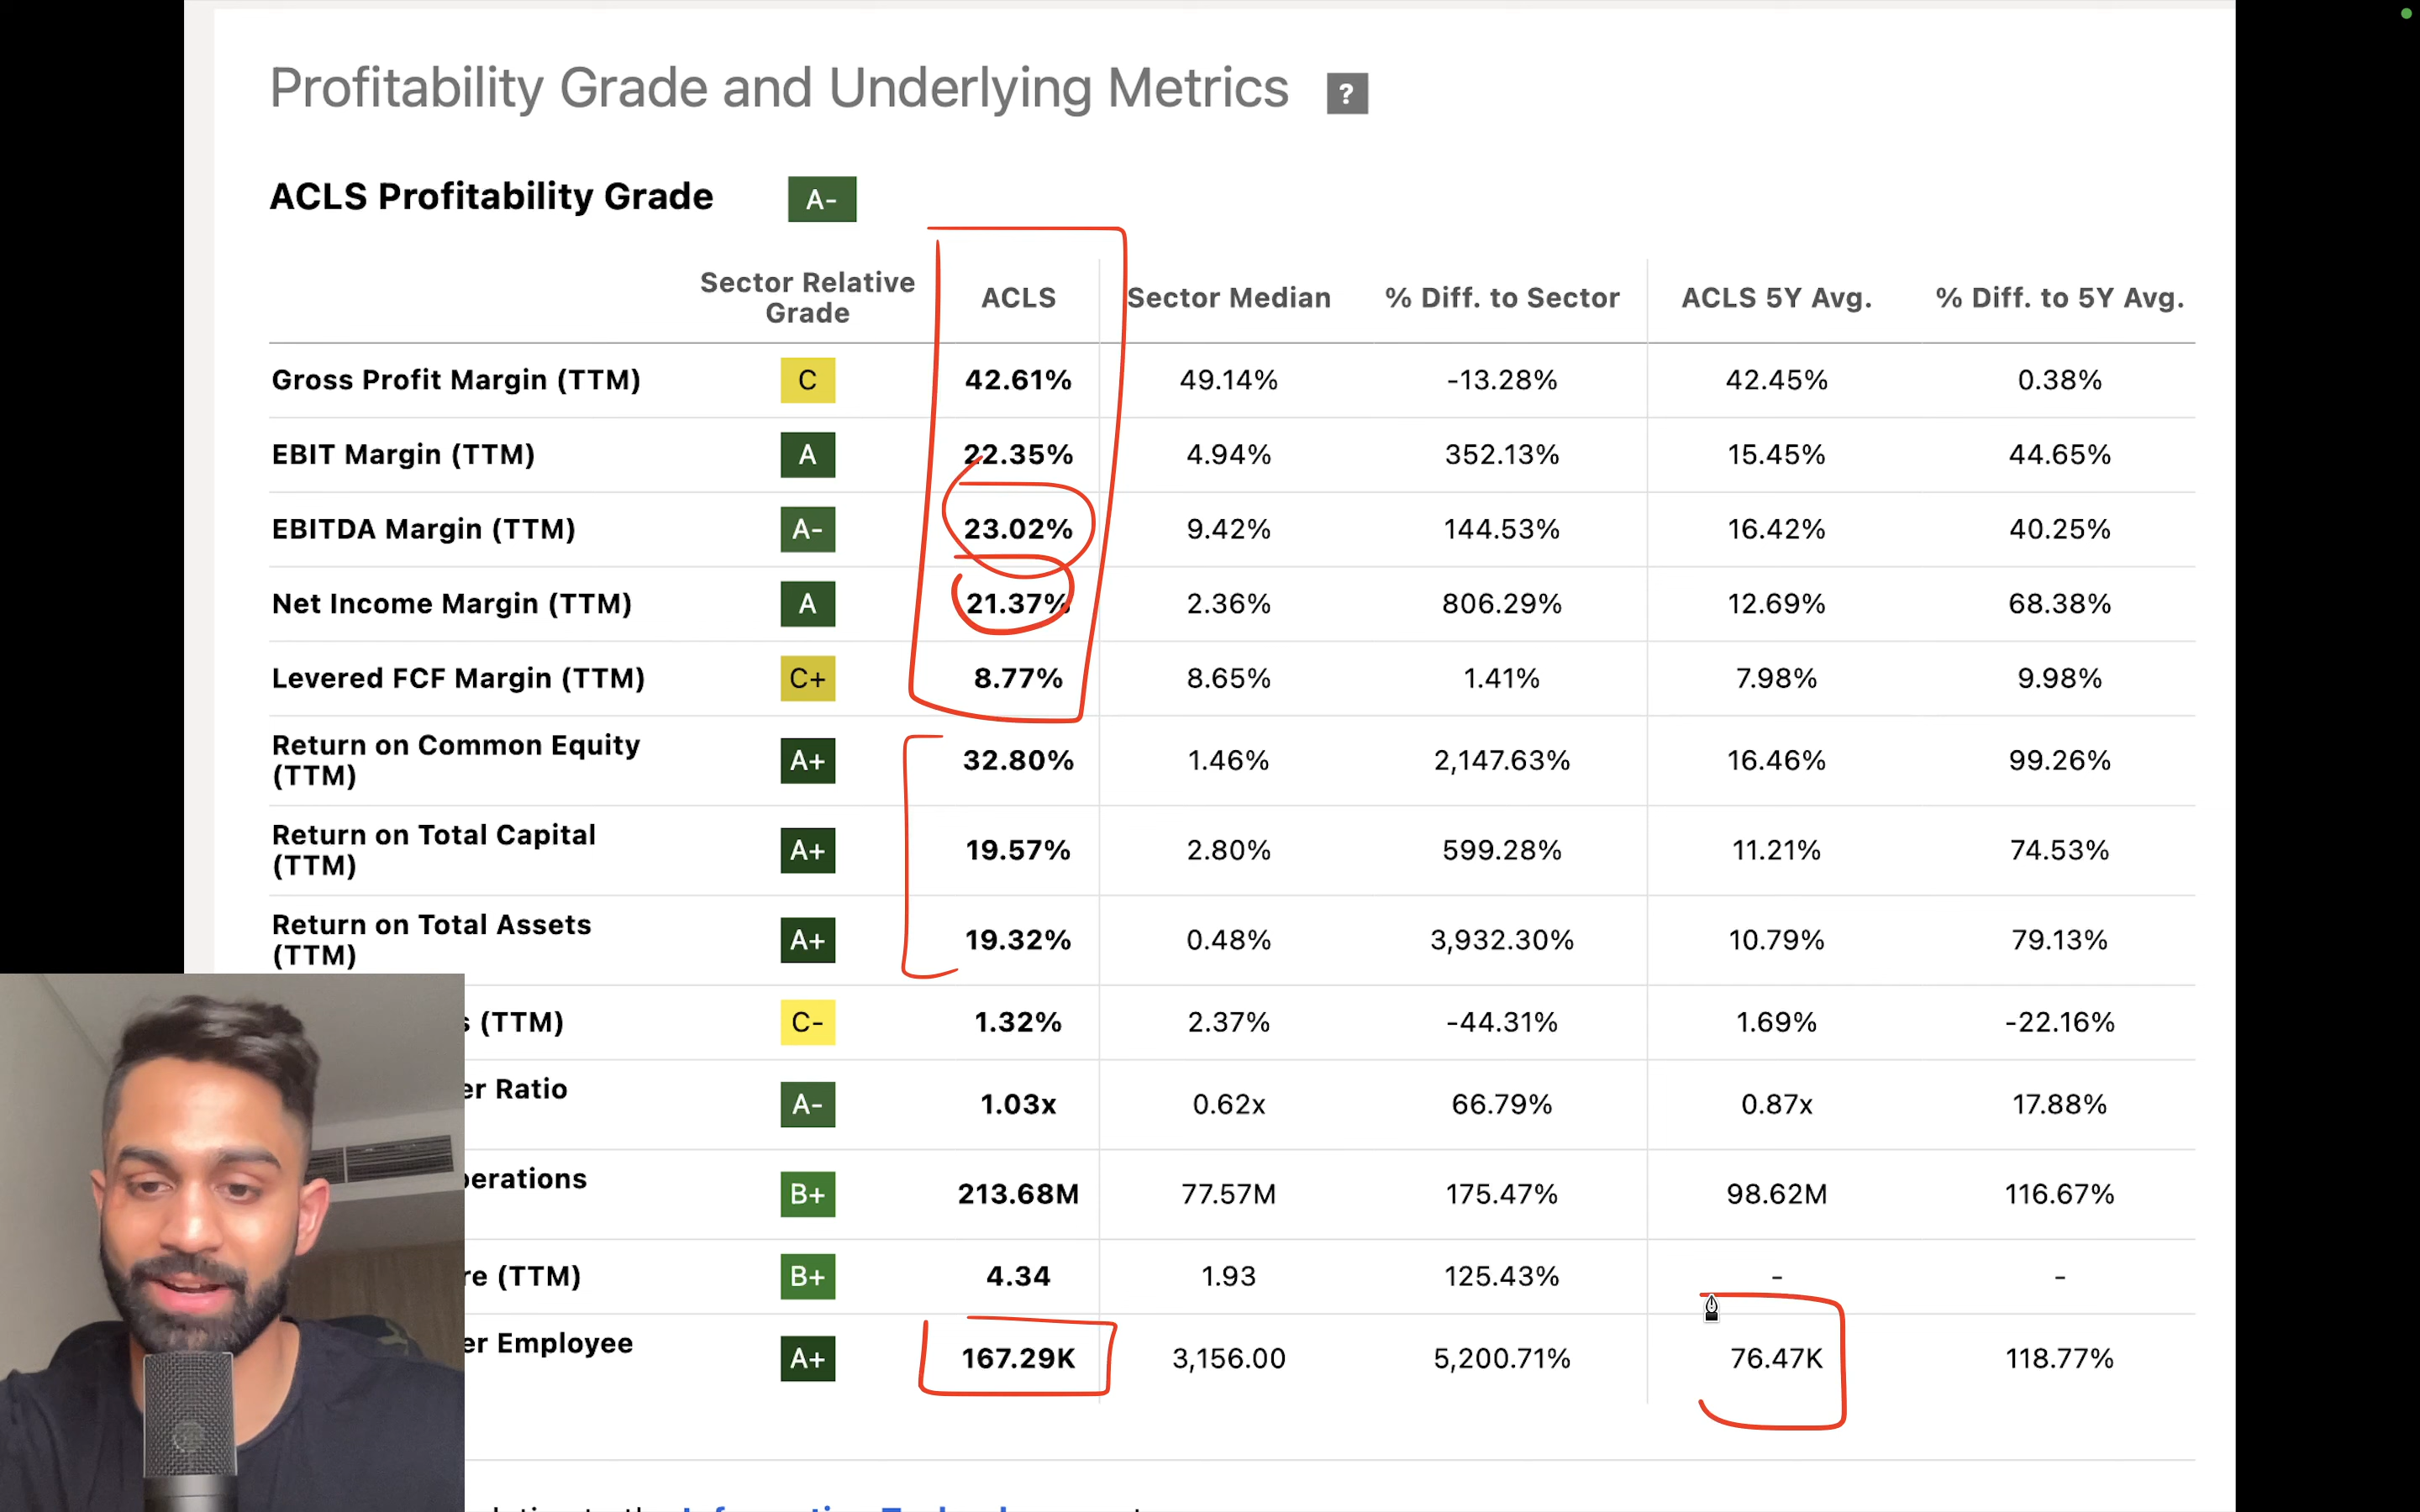 Profitability Grade and Underlying Metrics ?
ACLS Profitability Grade A-
Sector Relative Grade ACLS Sector Median % Diff. to Sector ACLS 5Y Avg. % Diff. to 5Y Avg.
Gross Profit Margin (TTM) C 42.61% 49.14% -13.28% 42.45% 0.38%
EBIT Margin (TTM) A 22.35% 4.94% 352.13% 15.45% 44.65%
EBITDA Margin (TTM) A- 23.02% 9.42% 144.53% 16.42% 40.25%
Net Income Margin (TTM) A 21.37% 2.36% 806.29% 12.69% 68.38%
Levered FCF Margin (TTM) C+ 8.77% 8.65% 1.41% 7.98% 9.98%
Return on Common Equity (TTM) A+ 32.80% 1.46% 2,147.63% 16.46% 99.26%
Return on Total Capital (TTM) A+ 19.57% 2.80% 599.28% 11.21% 74.53%
Return on Total Assets (TTM) A+ 19.32% 0.48% 3,932.30% 10.79% 79.13%
(TTM) C- 1.32% 2.37% -44.31% 1.69% -22.16%
er Ratio A- 1.03x 0.62x 66.79% 0.87x 17.88%
erations B+ 213.68M 77.57M 175.47% 98.62M 116.67%
re (TTM) B+ 4.34 1.93 125.43% - -
er Employee A+ 167.29K 3,156.00 5,200.71% 76.47K 118.77%